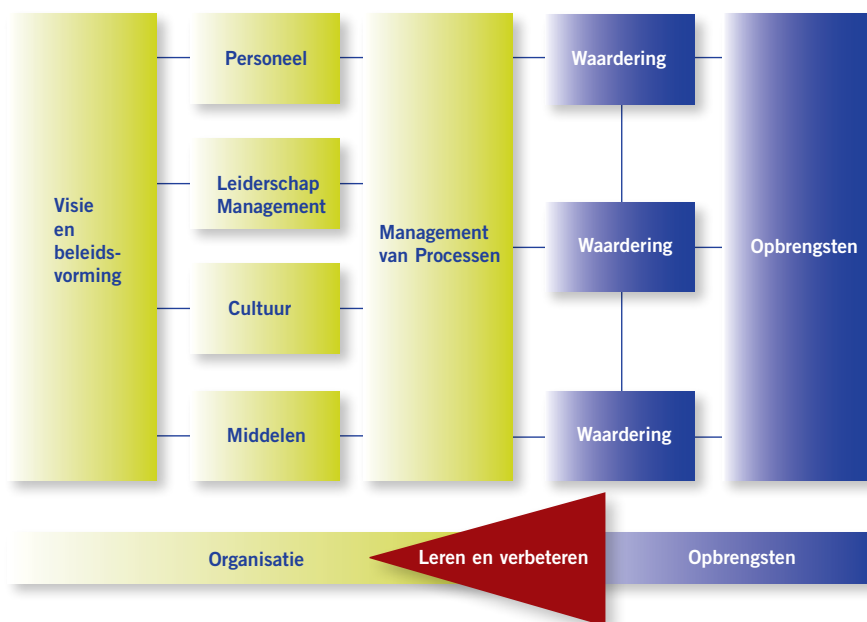 Visie
en
beleids-
vorming
Personeel
Leiderschap
Management
Cultuur
Middelen
Management
van Processen
Waardering
Waardering
Waardering
Opbrengsten
Organisatie
Leren en verbeteren
Opbrengsten